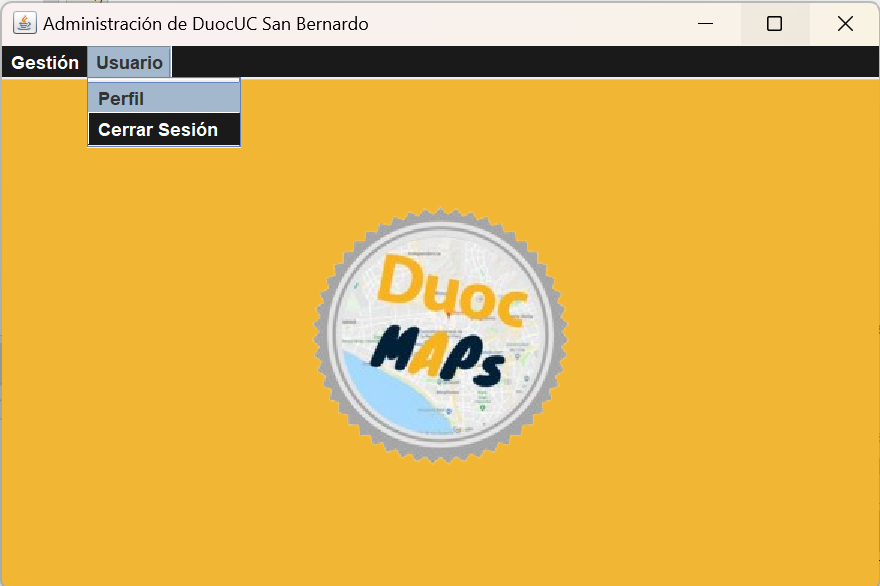 Administración de DuocUC San Bernardo
Gestión Usuario
Perfil
Cerrar Sesión
Duoc
MAPs